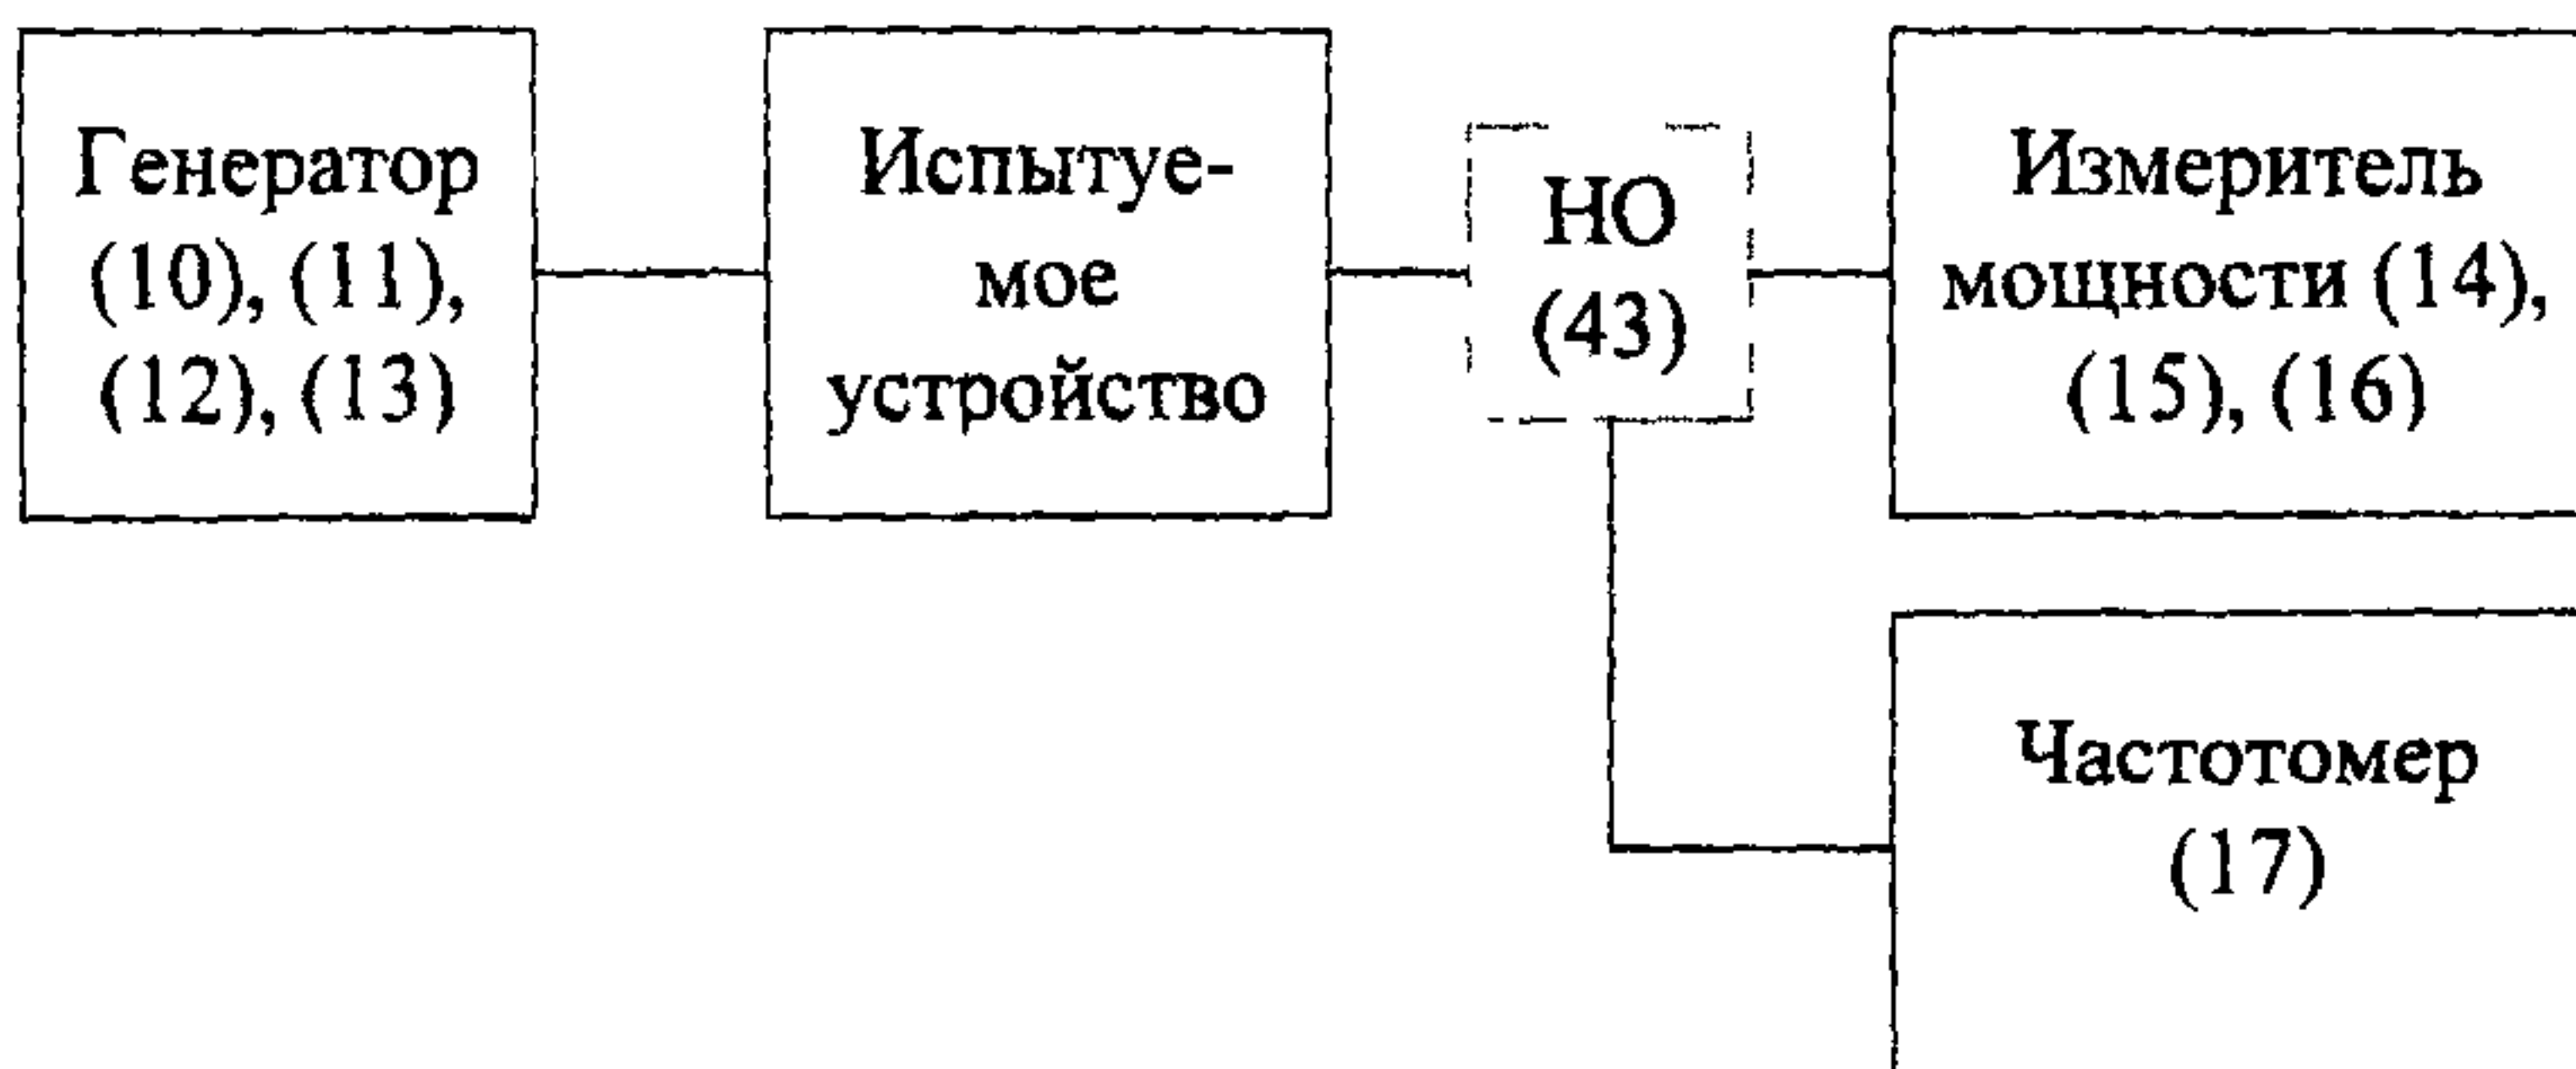 Генератор
(10), (11),
(12), (13)
Испытуе-
мое
устройство
НО
(43)
Измеритель
мощности (14),
(15), (16)
Частотомер
(17)